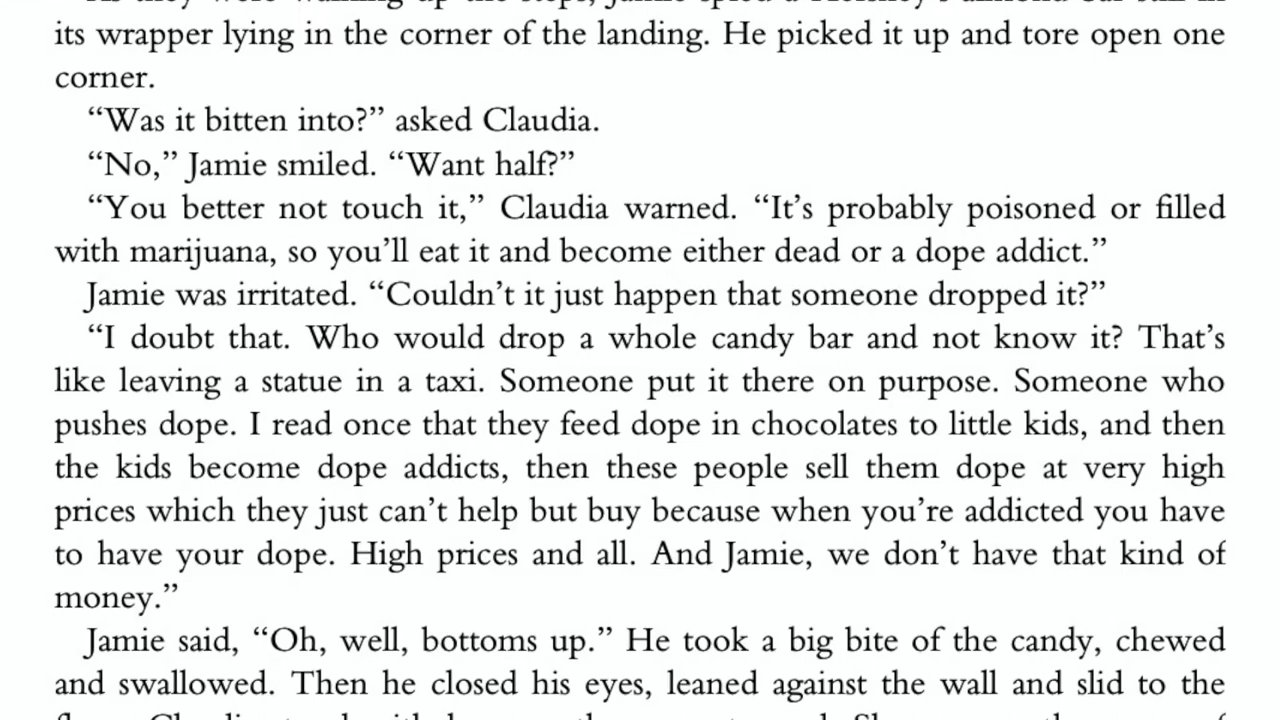 its wrapper lying in the corner of the landing. He picked it up and tore open one
corner.
“Was it bitten into?” asked Claudia.
“No,” Jamie smiled. “Want half?”
“You better not touch it,” Claudia warned. “It’s probably poisoned or filled
with marijuana, so you’ll eat it and become either dead or a dope addict.”
Jamie was irritated. “Couldn’t it just happen that someone dropped it?”
“I doubt that. Who would drop a whole candy bar and not know it? That’s
like leaving a statue in a taxi. Someone put it there on purpose. Someone who
pushes dope. I read once that they feed dope in chocolates to little kids, and then
the kids become dope addicts, then these people sell them dope at very high
prices which they just can’t help but buy because when you’re addicted you have
to have your dope. High prices and all. And Jamie, we don’t have that kind of
money.”
Jamie said, “Oh, well, bottoms up.” He took a big bite of the candy, chewed
and swallowed. Then he closed his eyes, leaned against the wall and slid to the